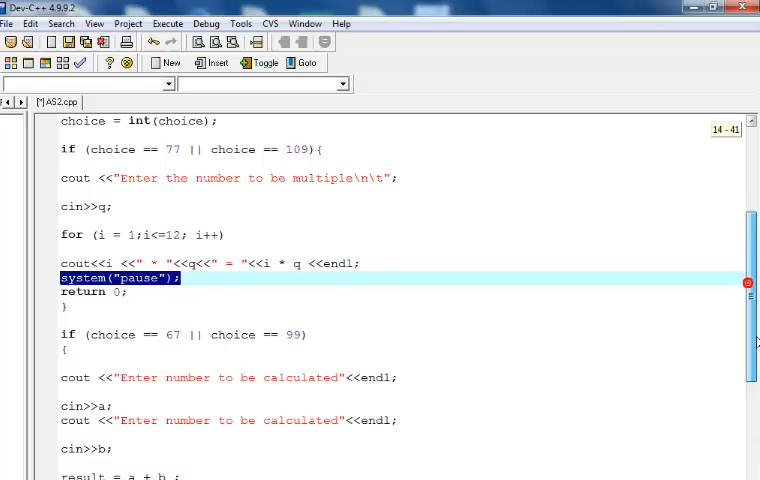 Dev-C++ 4.9.9.2
File Edit Search View Project Execute Debug Tools CVS Window Help
New Insert Toggle Goto
[*] AS2.cpp
14 - 41
choice = int(choice);
if (choice == 77 || choice == 109){
cout <<"Enter the number to be multiple\n\t";
cin>>q;
for (i = 1;i<=12; i++)
cout<<i <<" * "<<q<<" = "<<i * q <<endl;
system("pause");
return 0;
}
if (choice == 67 || choice == 99)
{
cout <<"Enter number to be calculated"<<endl;
cin>>a;
cout <<"Enter number to be calculated"<<endl;
cin>>b;
result = a + b ;